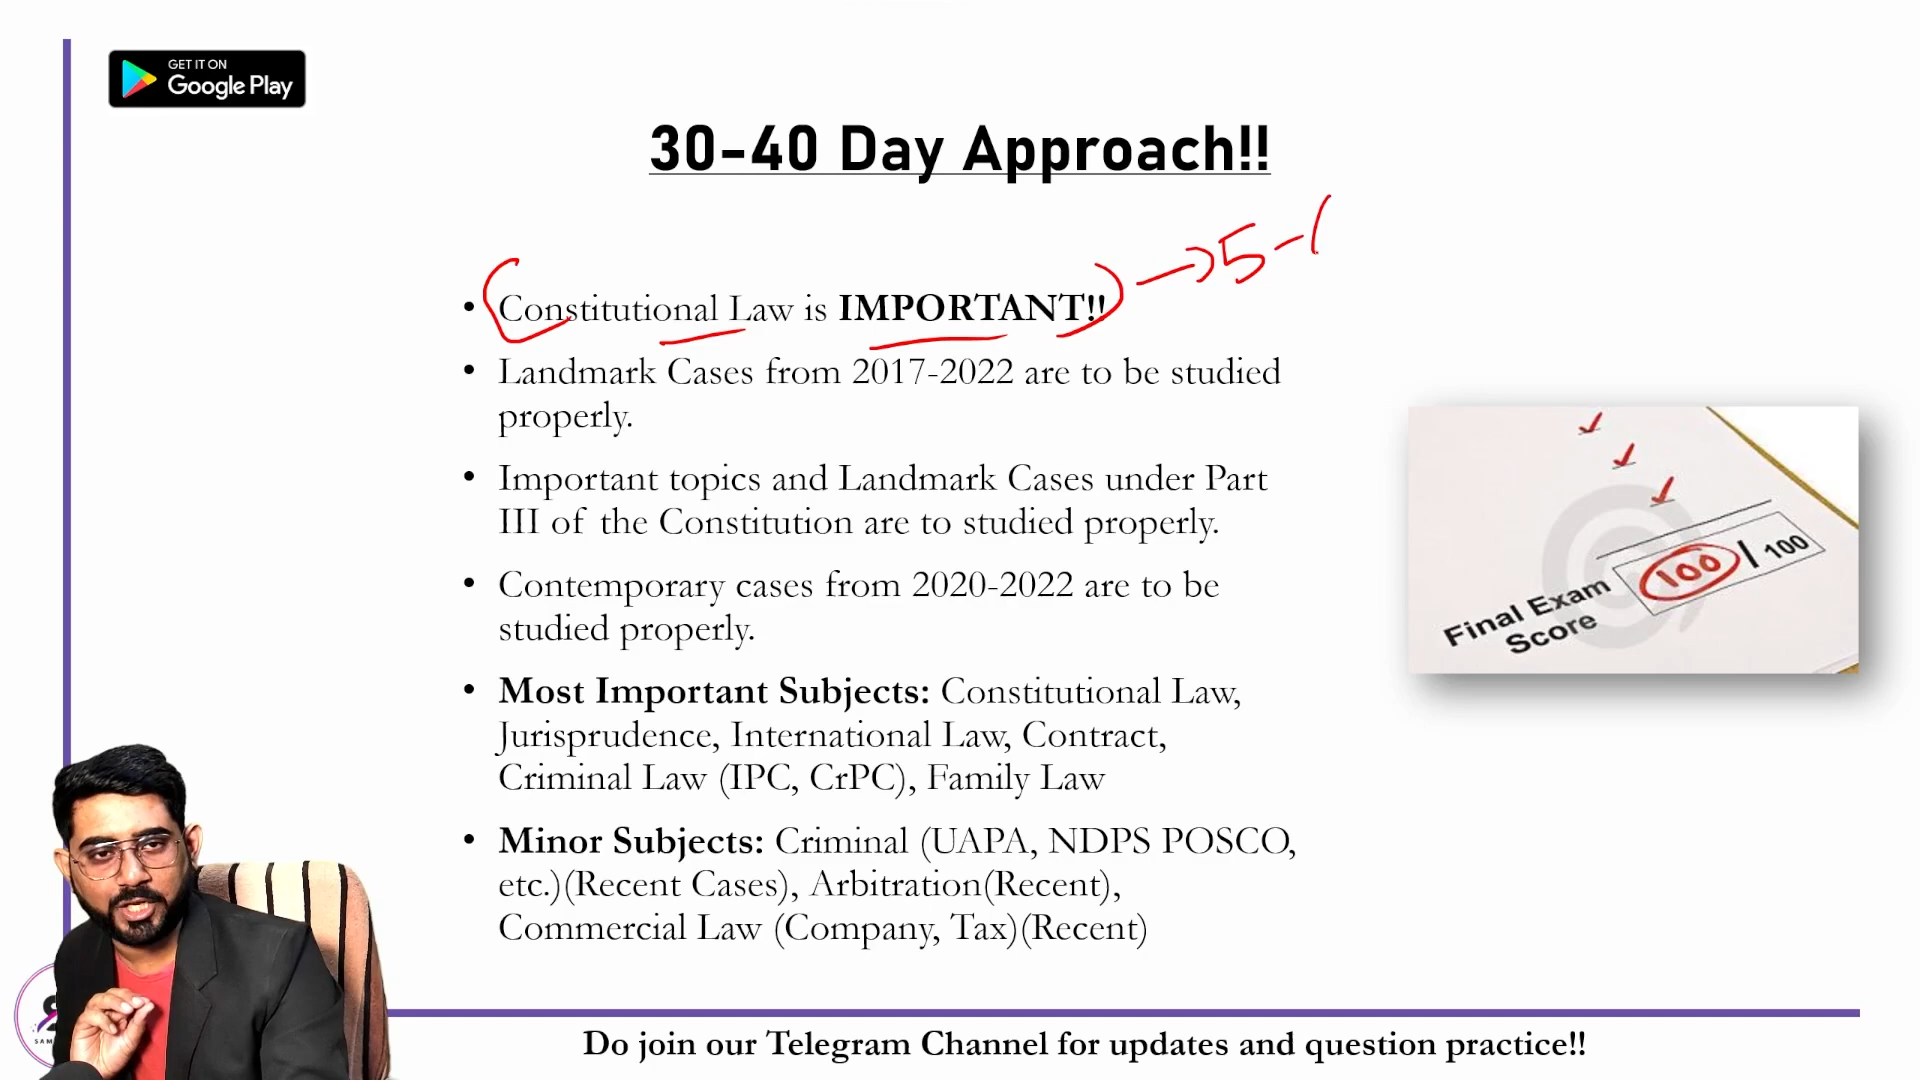 GET IT ON
Google Play
30-40 Day Approach!!
5-
• Constitutional Law is IMPORTANT!!
• Landmark Cases from 2017-2022 are to be studied
properly.
• Important topics and Landmark Cases under Part
III of the Constitution are to studied properly.
• Contemporary cases from 2020-2022 are to be
studied properly.
• Most Important Subjects: Constitutional Law,
Jurisprudence, International Law, Contract,
Criminal Law (IPC, CrPC), Family Law
• Minor Subjects: Criminal (UAPA, NDPS POSCO,
etc.)(Recent Cases), Arbitration(Recent),
Commercial Law (Company, Tax)(Recent)
100 | 100
Final Exam
Score
Do join our Telegram Channel for updates and question practice!!